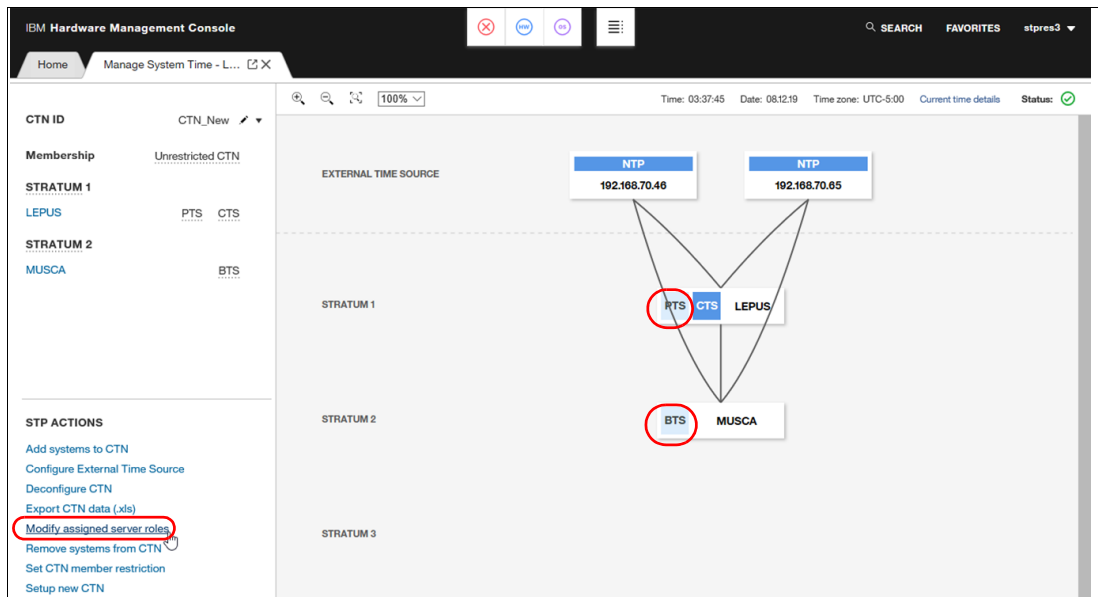 IBM Hardware Management Console
HW
OS
SEARCH FAVORITES stpres3
Home Manage System Time - L...
100%
Time: 03:37:45 Date: 08.12.19 Time zone: UTC-5:00 Current time details Status:
CTN ID CTN_New
Membership Unrestricted CTN
STRATUM 1
LEPUS PTS CTS
STRATUM 2
MUSCA BTS
STP ACTIONS
Add systems to CTN
Configure External Time Source
Deconfigure CTN
Export CTN data (.xls)
Modify assigned server roles
Remove systems from CTN
Set CTN member restriction
Setup new CTN
EXTERNAL TIME SOURCE
NTP
192.168.70.46
NTP
192.168.70.65
STRATUM 1
PTS CTS LEPUS
STRATUM 2
BTS MUSCA
STRATUM 3